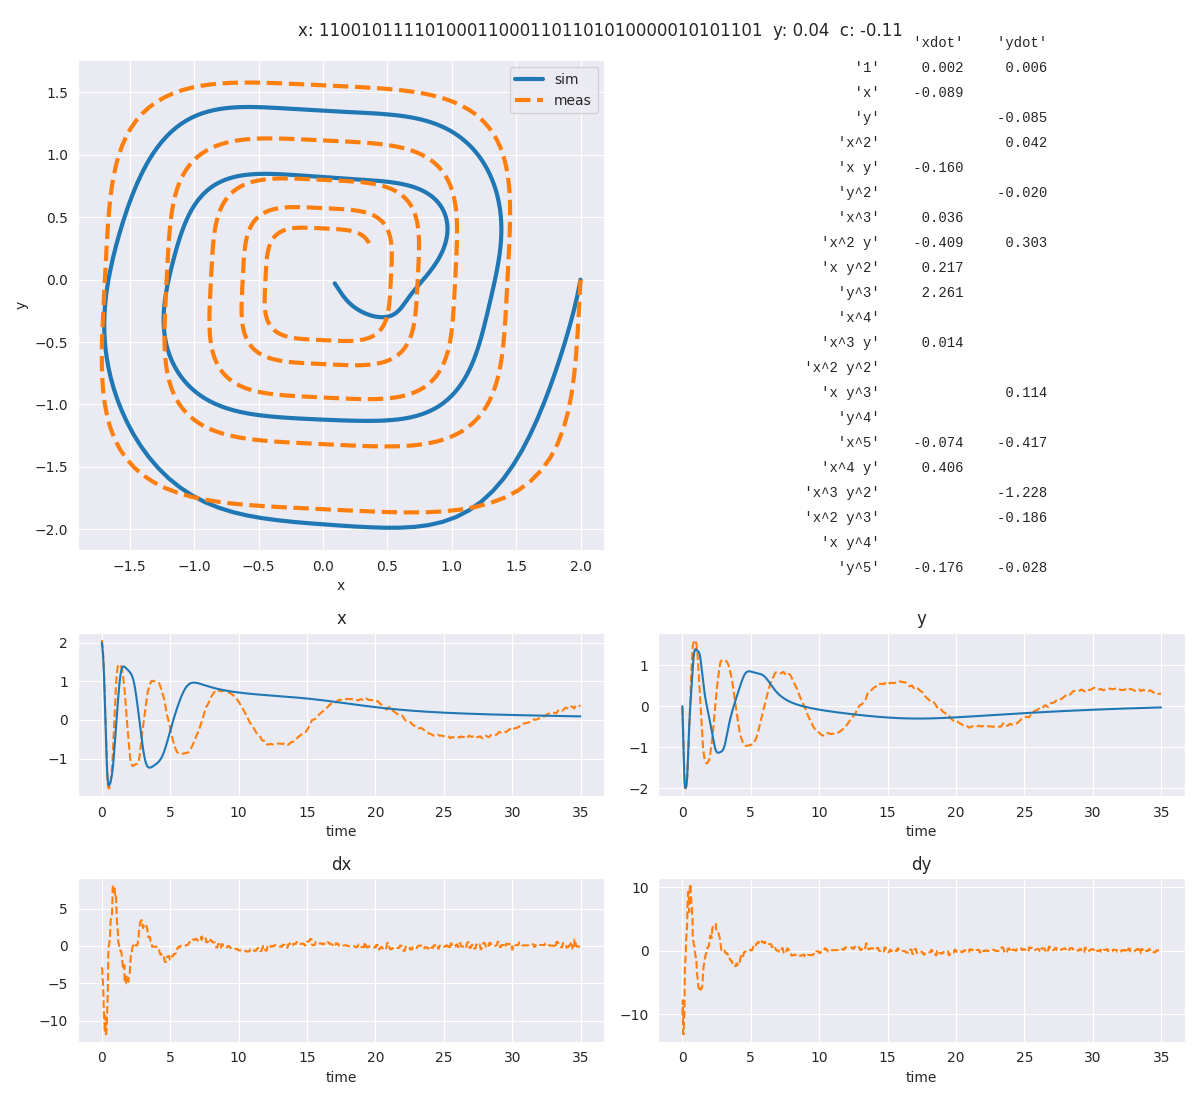 x: 110010111110100011000110110101000001010​1101  y: 0.04  c: -0.11
'xdot' 'ydot'
'1' 0.002 0.006
'x' -0.089
'y' -0.085
'x^2' 0.042
'x y' -0.160
'y^2' -0.020
'x^3' 0.036
'x^2 y' -0.409 0.303
'x y^2' 0.217
'y^3' 2.261
'x^4'
'x^3 y' 0.014
'x^2 y^2'
'x y^3' 0.114
'y^4'
'x^5' -0.074 -0.417
'x^4 y' 0.406
'x^3 y^2' -1.228
'x^2 y^3' -0.186
'x y^4'
'y^5' -0.176 -0.028
sim
meas
1.5
1.0
0.5
0.0
−0.5
−1.0
−1.5
−2.0
y
−1.5 −1.0 −0.5 0.0 0.5 1.0 1.5 2.0
x
x
2
1
0
−1
0 5 10 15 20 25 30 35
time
y
1
0
−1
−2
0 5 10 15 20 25 30 35
time
dx
5
0
−5
−10
0 5 10 15 20 25 30 35
time
dy
10
0
−10
0 5 10 15 20 25 30 35
time